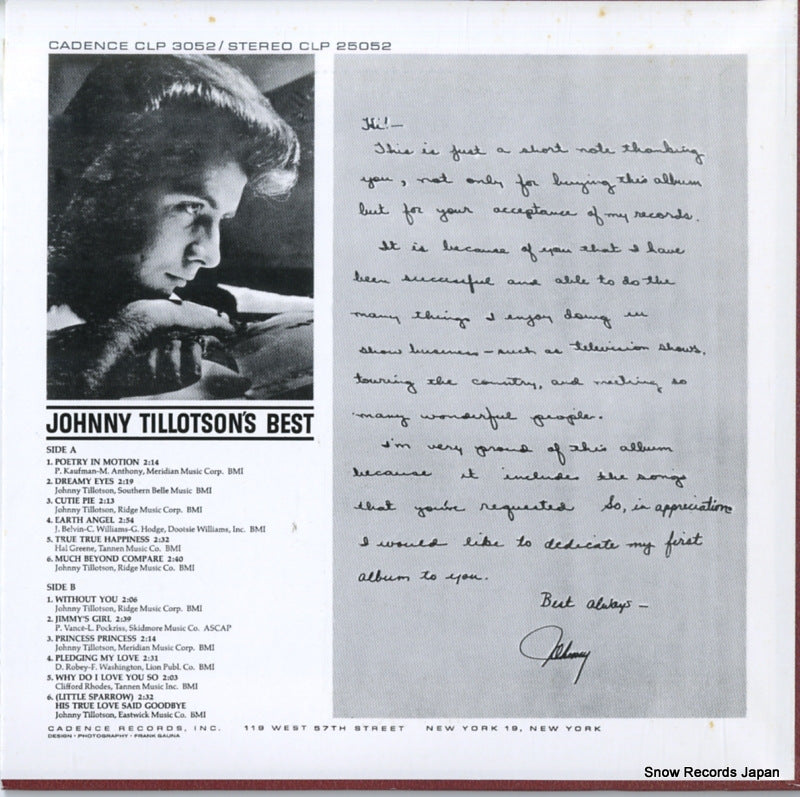 CADENCE CLP 3052/STEREO CLP 25052
JOHNNY TILLOTSON'S BEST
SIDE A
1. POETRY IN MOTION 2:14
P. Kaufman-M. Anthony, Meridian Music Corp. BMI
2. DREAMY EYES 2:19
Johnny Tillotson, Southern Belle Music BMI
3. CUTIE PIE 2:13
Johnny Tillotson, Ridge Music Corp. BMI
4. EARTH ANGEL 2:54
J. Belvin-C. Williams-G. Hodge, Dootsie Williams, Inc. BMI
5. TRUE TRUE HAPPINESS 2:32
Hal Greene, Tannen Music Co. BMI
6. MUCH BEYOND COMPARE 2:40
Johnny Tillotson, Ridge Music Co. BMI
SIDE B
1. WITHOUT YOU 2:06
Johnny Tillotson, Ridge Music Corp. BMI
2. JIMMY'S GIRL 2:39
P. Vance-L. Pockriss, Skidmore Music Co. ASCAP
3. PRINCESS PRINCESS 2:14
Johnny Tillotson, Meridian Music Corp. BMI
4. PLEDGING MY LOVE 2:31
D. Robey-F. Washington, Lion Publ. Co. BMI
5. WHY DO I LOVE YOU SO 2:03
Clifford Rhodes, Tannen Music Inc. BMI
6. (LITTLE SPARROW) 2:32
HIS TRUE LOVE SAID GOODBYE
Johnny Tillotson, Eastwick Music Co. BMI
Hi!—
This is just a short note thanking
you, not only for buying this album
but for your acceptance of my records.
It is because of you that I have
been successful and able to do the
many things I enjoy doing in
show business — such as television shows,
touring the country, and meeting so
many wonderful people.
I'm very proud of this album
because it includes the songs
that you've requested So, in appreciation
I would like to dedicate my first
album to you.
Best always —
Johnny
CADENCE RECORDS, INC. 119 WEST 57TH STREET NEW YORK 19, NEW YORK
DESIGN • PHOTOGRAPHY • FRANK GAUNA
Snow Records Japan